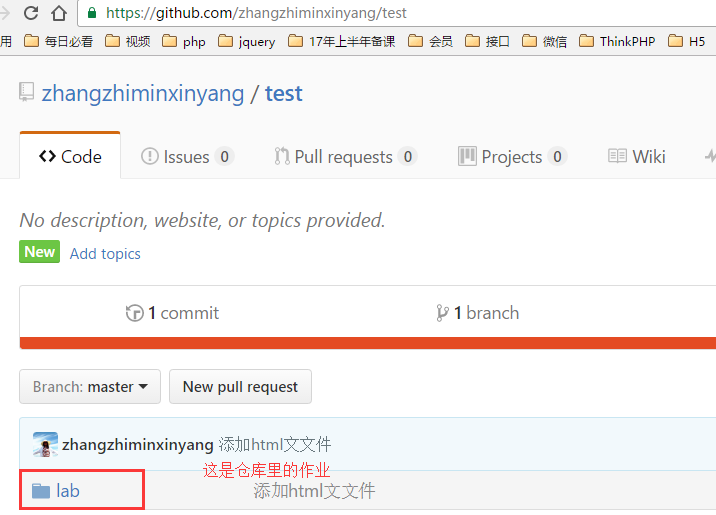 https://github.com/zhangzhiminxinyang/test
用 每日必看 视频 php jquery 17年上半年备课 会员 接口 微信 ThinkPHP H5
zhangzhiminxinyang / test
Code Issues 0 Pull requests 0 Projects 0 Wiki
No description, website, or topics provided.
New Add topics
1 commit 1 branch
Branch: master New pull request
zhangzhiminxinyang 添加html文文件
这是仓库里的作业
lab 添加html文文件